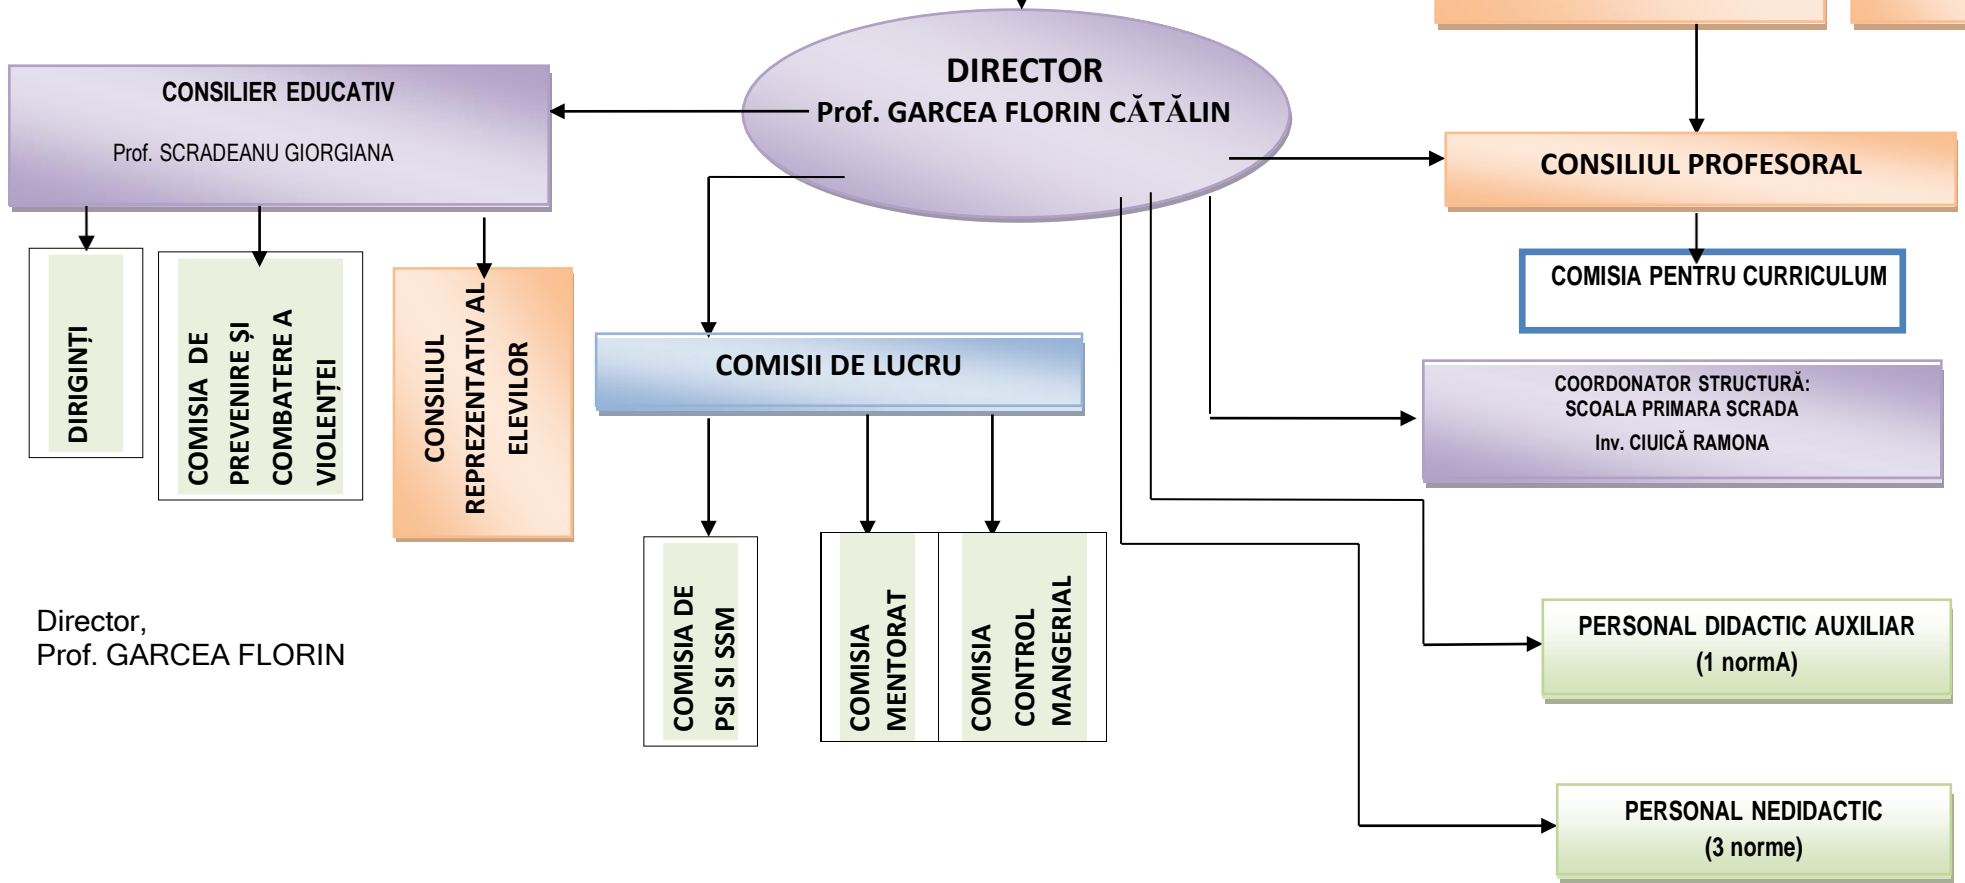 DIRECTOR
Prof. GARCEA FLORIN CĂTĂLIN
CONSILIER EDUCATIV
Prof. SCRADEANU GIORGIANA
CONSILIUL PROFESORAL
COMISIA PENTRU CURRICULUM
DIRIGINȚI
COMISIA DE
PREVENIRE ȘI
COMBATERE A
VIOLENȚEI
CONSILIUL
REPREZENTATIV AL
ELEVILOR
COMISII DE LUCRU
COORDONATOR STRUCTURĂ:
SCOALA PRIMARA SCRADA
Inv. CIUICĂ RAMONA
COMISIA DE
PSI SI SSM
COMISIA
MENTORAT
COMISIA
CONTROL
MANGERIAL
Director,
Prof. GARCEA FLORIN
PERSONAL DIDACTIC AUXILIAR
(1 normA)
PERSONAL NEDIDACTIC
(3 norme)